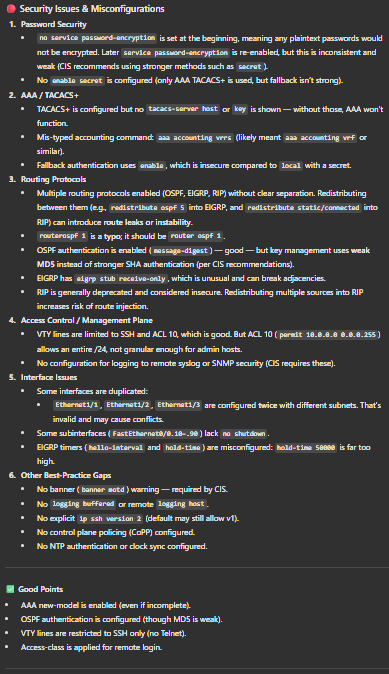 Security Issues & Misconfigurations
1. Password Security
no service password-encryption is set at the beginning, meaning any plaintext passwords would
not be encrypted. Later service password-encryption is re-enabled, but this is inconsistent and
weak (CIS recommends using stronger methods such as secret).
No enable secret is configured (only AAA TACACS+ is used, but fallback isn't strong).
2. AAA / TACACS+
TACACS+ is configured but no tacacs-server host or key is shown — without those, AAA won't
function.
Mis-typed accounting command: aaa accounting vrrs (likely meant aaa accounting vrf or
similar).
Fallback authentication uses enable, which is insecure compared to local with a secret.
3. Routing Protocols
Multiple routing protocols enabled (OSPF, EIGRP, RIP) without clear separation. Redistributing
between them (e.g., redistribute ospf 5 into EIGRP, and redistribute static/connected into
RIP) can introduce route leaks or instability.
routerospf 1 is a typo; it should be router ospf 1.
OSPF authentication is enabled (message-digest) — good — but key management uses weak
MD5 instead of stronger SHA authentication (per CIS recommendations).
EIGRP has eigrp stub receive-only, which is unusual and can break adjacencies.
RIP is generally deprecated and considered insecure. Redistributing multiple sources into RIP
increases risk of route injection.
4. Access Control / Management Plane
VTY lines are limited to SSH and ACL 10, which is good. But ACL 10 (permit 10.0.0.0 0.0.0.255)
allows an entire /24, not granular enough for admin hosts.
No configuration for logging to remote syslog or SNMP security (CIS requires these).
5. Interface Issues
Some interfaces are duplicated:
Ethernet1/1, Ethernet1/2, Ethernet1/3 are configured twice with different subnets. That's
invalid and may cause conflicts.
Some subinterfaces (FastEthernet0/0.10-.90) lack no shutdown.
EIGRP timers (hello-interval and hold-time) are misconfigured: hold-time 50000 is far too
high.
6. Other Best-Practice Gaps
No banner (banner motd) warning — required by CIS.
No logging buffered or remote logging host.
No explicit ip ssh version 2 (default may still allow v1).
No control plane policing (CoPP) configured.
No NTP authentication or clock sync configured.
Good Points
AAA new-model is enabled (even if incomplete).
OSPF authentication is configured (though MD5 is weak).
VTY lines are restricted to SSH only (no Telnet).
Access-class is applied for remote login.